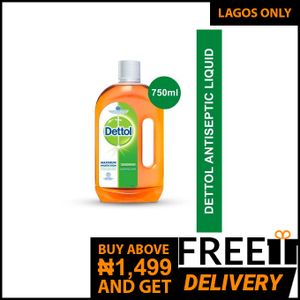 LAGOS ONLY
750ml
Dettol
DETTOL ANTISEPTIC LIQUID
BUY ABOVE
₦1,499
AND GET
FREE
DELIVERY